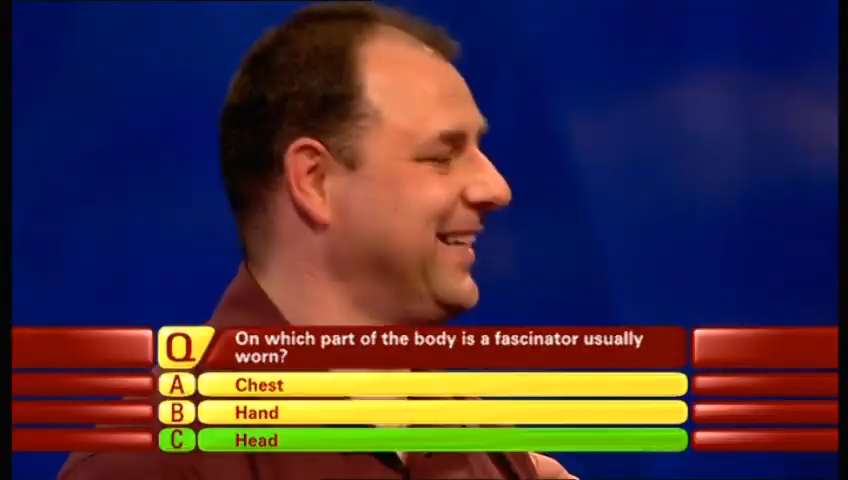 Q On which part of the body is a fascinator usually
worn?
A Chest
B Hand
C Head